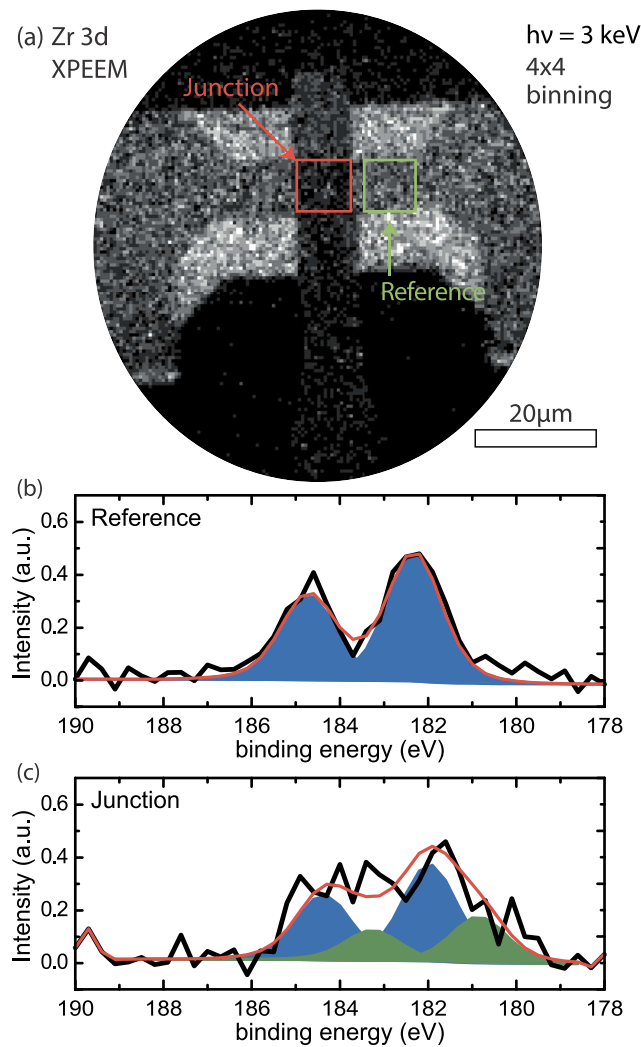 (a) Zr 3d
XPEEM
hν = 3 keV
4x4
binning
Junction
Reference
20μm
(b)
Reference
Intensity (a.u.)
0.6
0.4
0.2
0.0
190 188 186 184 182 180 178
binding energy (eV)
(c)
Junction
Intensity (a.u.)
0.6
0.4
0.2
0.0
190 188 186 184 182 180 178
binding energy (eV)